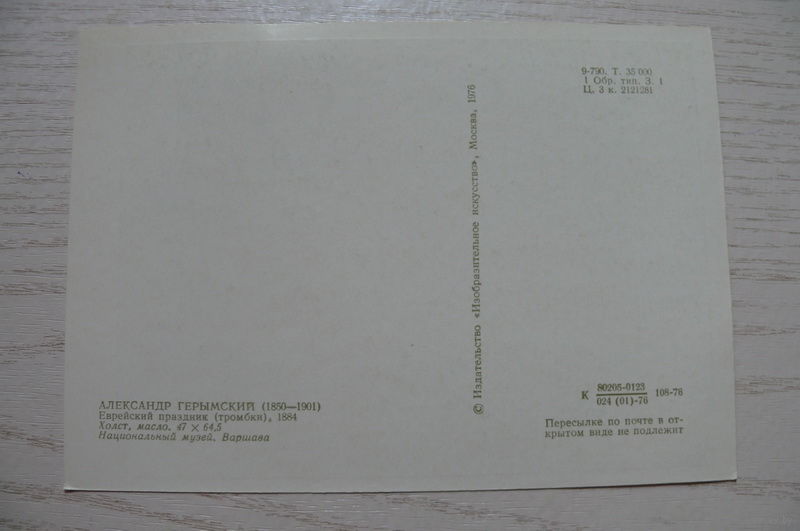 9-790. Т. 35 000
1 Обр. тип. З. 1
Ц. 3 к. 2121281
© Издательство «Изобразительное искусство», Москва, 1976
АЛЕКСАНДР ГЕРЫМСКИЙ (1850—1901)
Еврейский праздник (тромбки), 1884
Холст, масло. 47 × 64,5
Национальный музей. Варшава
К 80205-0123 108-76
024 (01)-76
Пересылке по почте в от-
крытом виде не подлежит